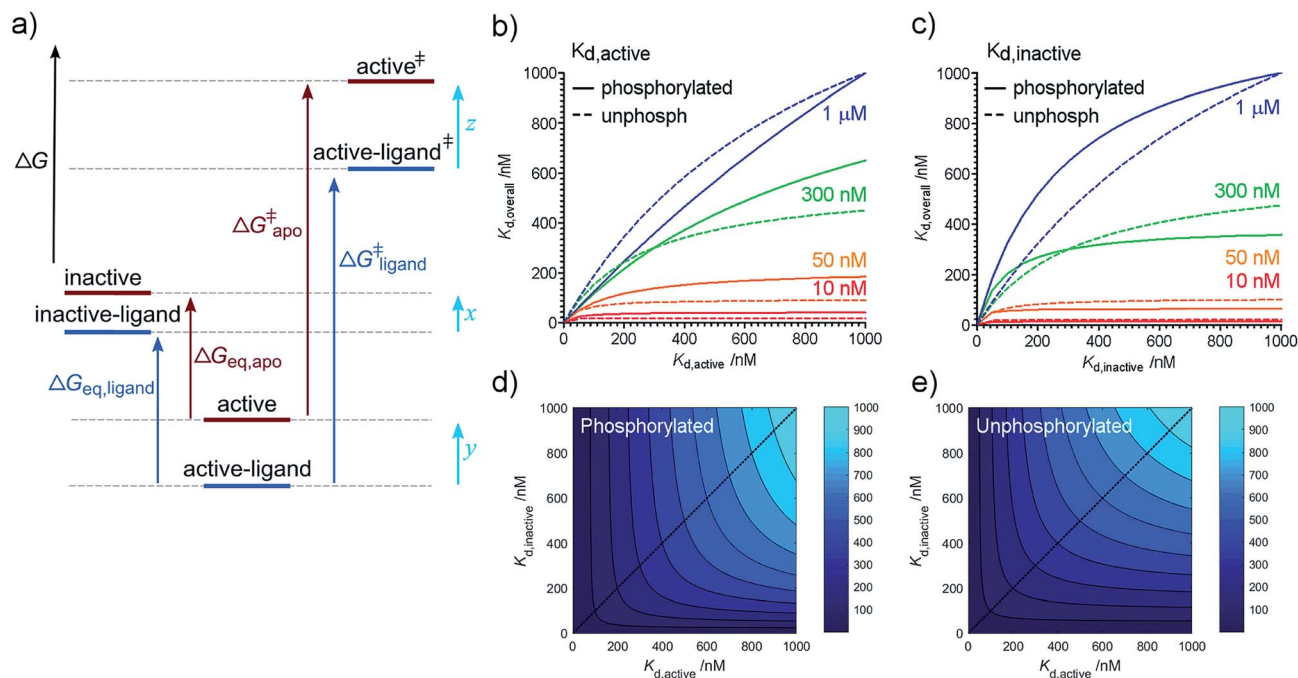 a)
ΔG
active‡
z
active-ligand‡
ΔG‡apo
ΔG‡ligand
inactive
inactive-ligand
x
ΔGeq,ligand
ΔGeq,apo
active
y
active-ligand
b)
Kd,active
phosphorylated
unphosph
1 μM
300 nM
50 nM
10 nM
Kd,overall /nM
1000
800
600
400
200
0
0 200 400 600 800 1000
Kd,active /nM
c)
Kd,inactive
phosphorylated
unphosph
1 μM
300 nM
50 nM
10 nM
Kd,overall /nM
1000
800
600
400
200
0
0 200 400 600 800 1000
Kd,inactive /nM
d)
Phosphorylated
Kd,inactive /nM
1000
800
600
400
200
0
0 200 400 600 800 1000
Kd,active /nM
1000
900
800
700
600
500
400
300
200
100
e)
Unphosphorylated
Kd,inactive /nM
1000
800
600
400
200
0
0 200 400 600 800 1000
Kd,active /nM
1000
900
800
700
600
500
400
300
200
100